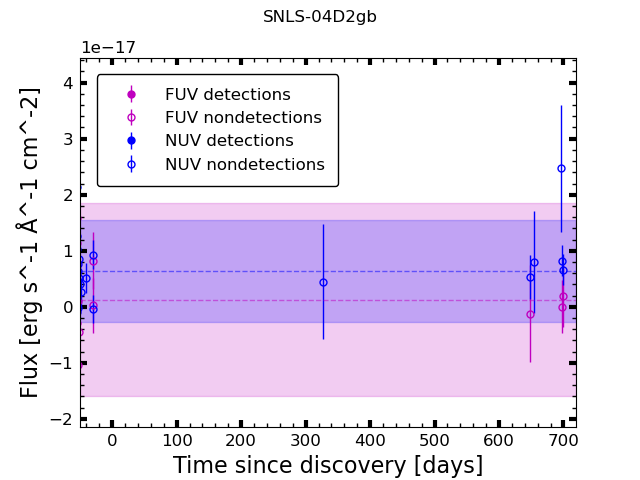 SNLS-04D2gb
1e−17
FUV detections
FUV nondetections
NUV detections
NUV nondetections
4
3
2
1
0
−1
−2
Flux [erg s^-1 Å^-1 cm^-2]
0 100 200 300 400 500 600 700
Time since discovery [days]